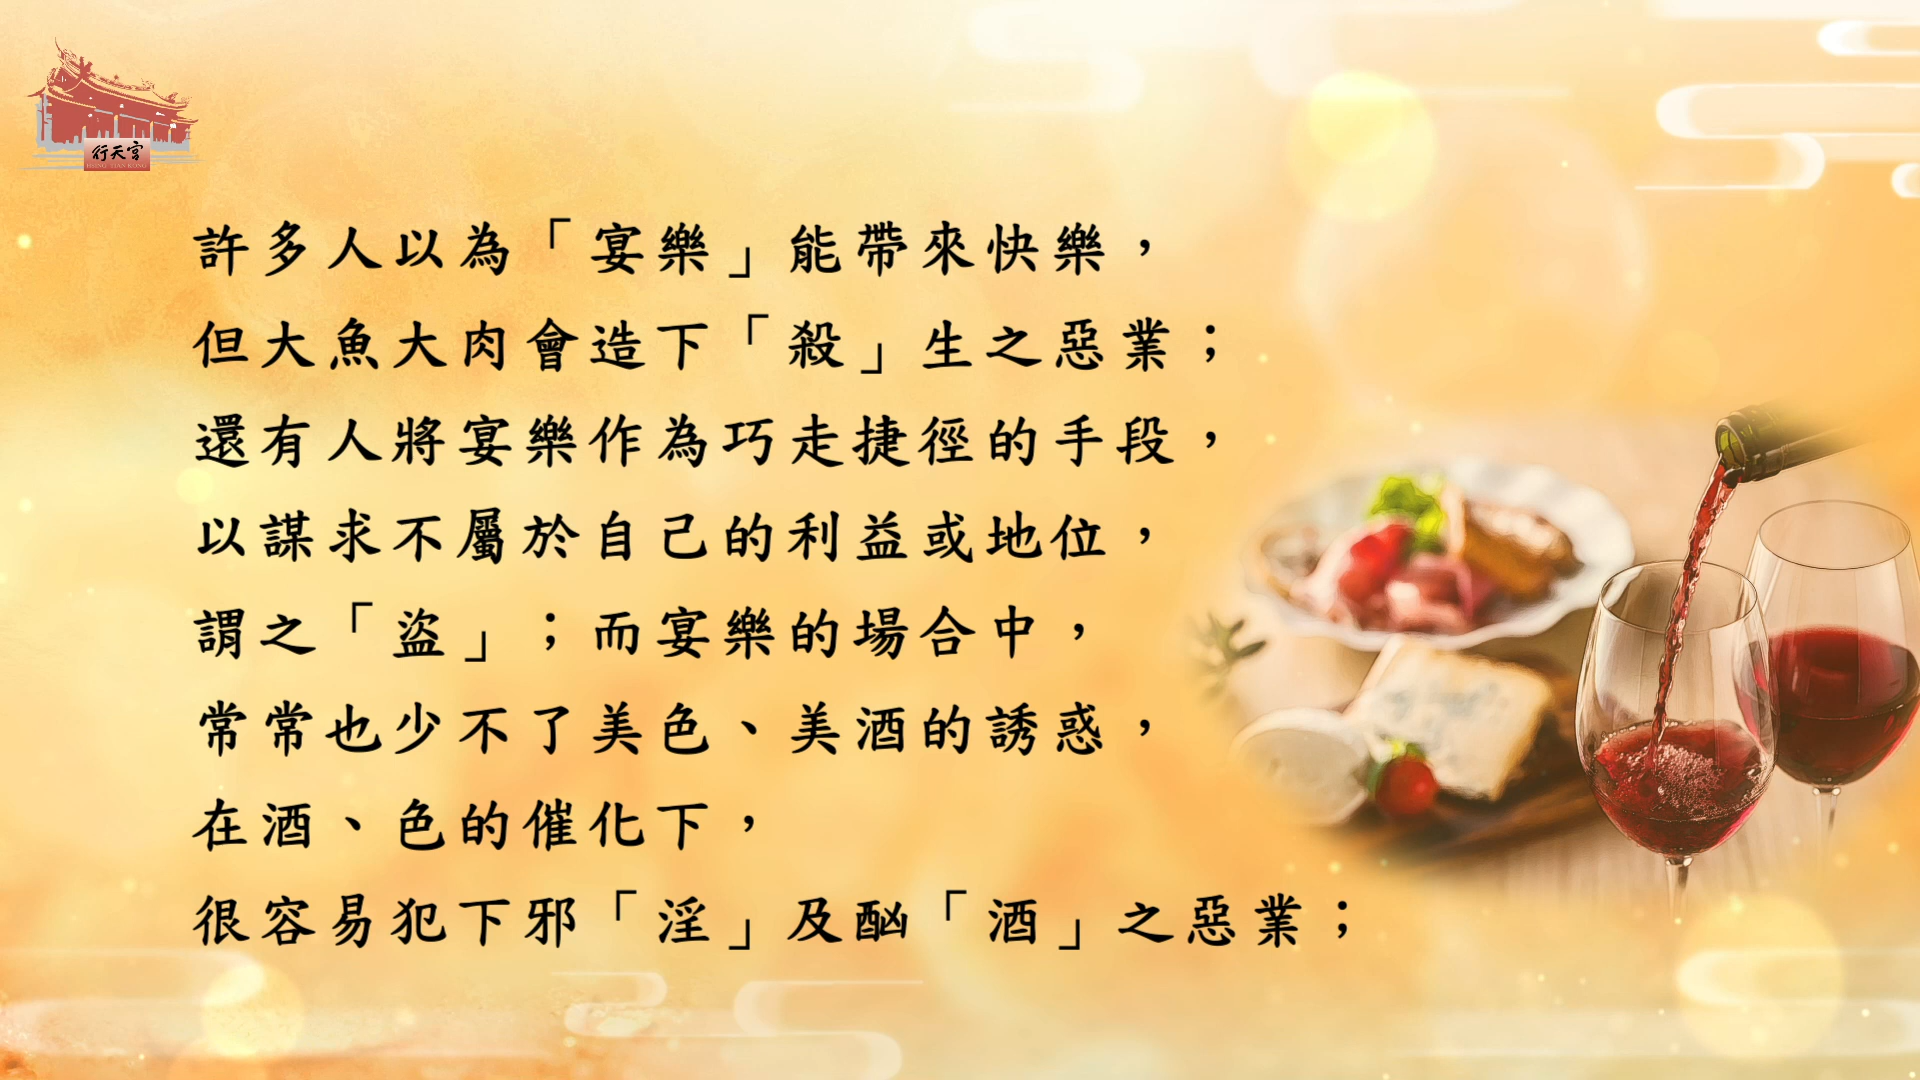 行天宮
HSING TIAN KONG
許多人以為「宴樂」能帶來快樂，
但大魚大肉會造下「殺」生之惡業；
還有人將宴樂作為巧走捷徑的手段，
以謀求不屬於自己的利益或地位，
謂之「盜」；而宴樂的場合中，
常常也少不了美色、美酒的誘惑，
在酒、色的催化下，
很容易犯下邪「淫」及酗「酒」之惡業；